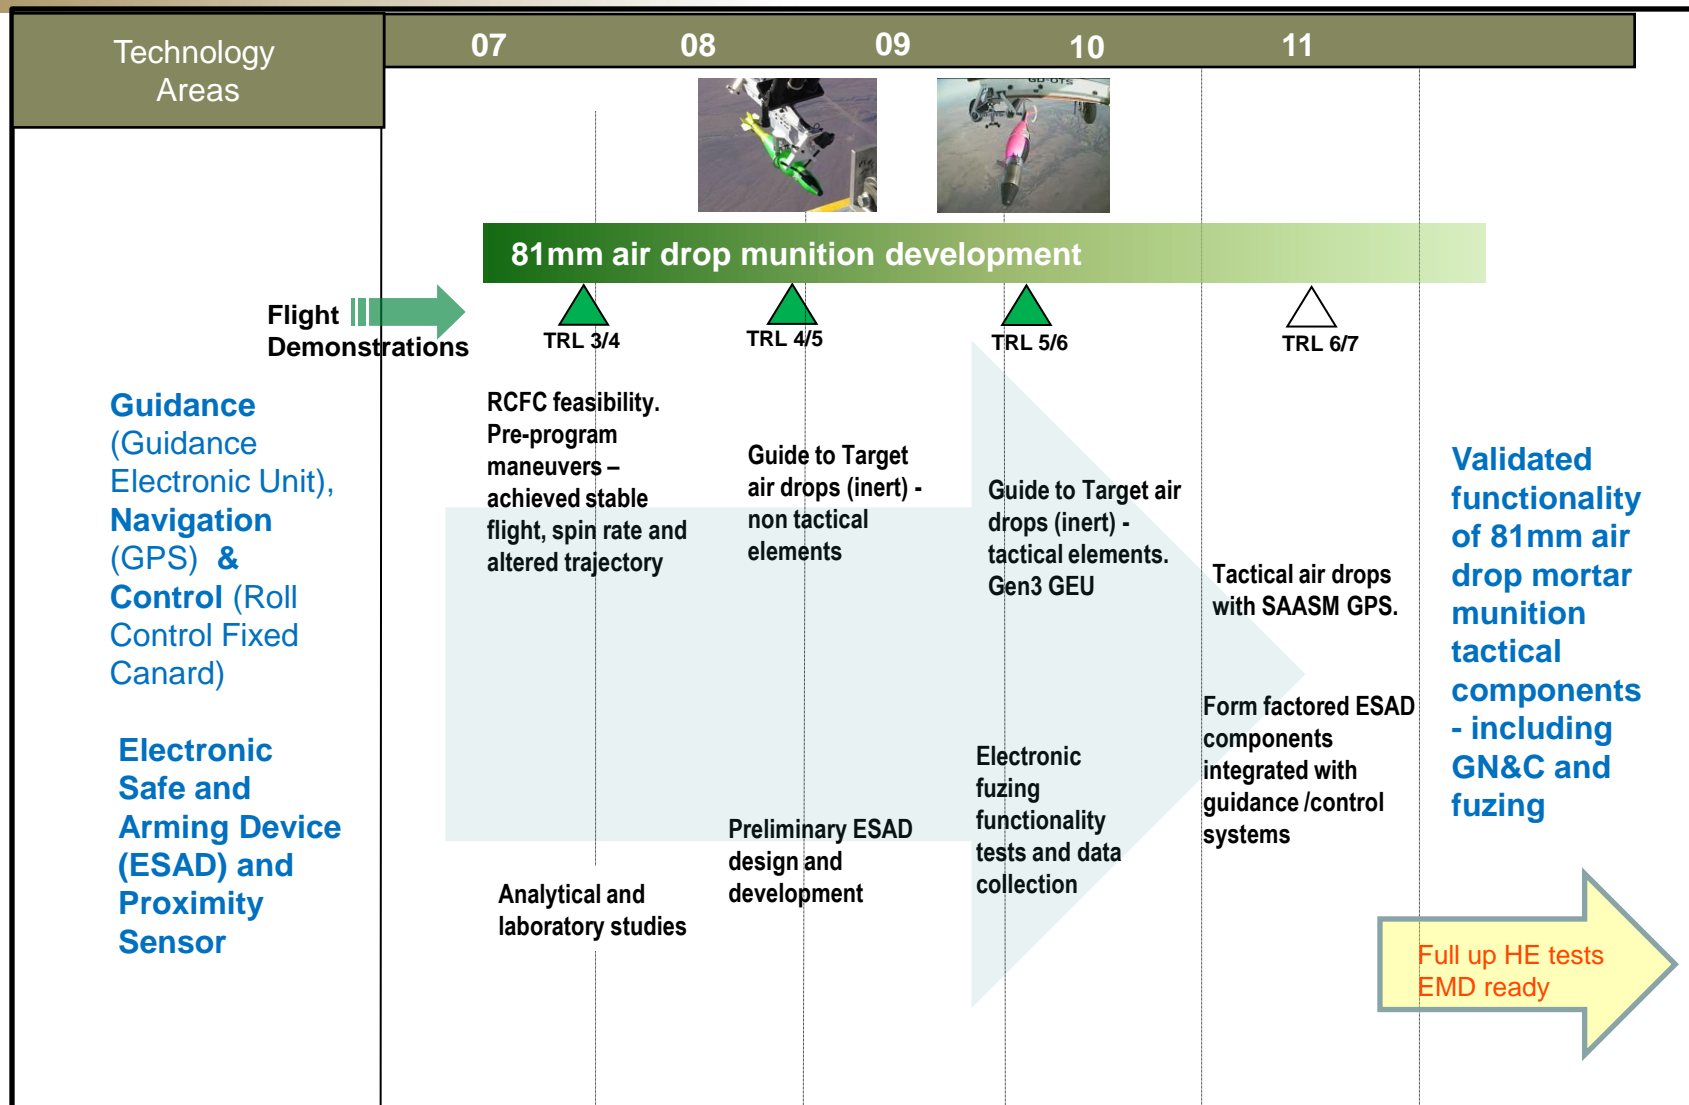 Technology
Areas
07
08
09
10
11
GD-OTS
81mm air drop munition development
Flight
Demonstrations
TRL 3/4
TRL 4/5
TRL 5/6
TRL 6/7
Guidance
(Guidance
Electronic Unit),
Navigation
(GPS) &
Control (Roll
Control Fixed
Canard)
RCFC feasibility.
Pre-program
maneuvers –
achieved stable
flight, spin rate and
altered trajectory
Guide to Target
air drops (inert) -
non tactical
elements
Guide to Target air
drops (inert) -
tactical elements.
Gen3 GEU
Tactical air drops
with SAASM GPS.
Validated
functionality
of 81mm air
drop mortar
munition
tactical
components
- including
GN&C and
fuzing
Electronic
Safe and
Arming Device
(ESAD) and
Proximity
Sensor
Analytical and
laboratory studies
Preliminary ESAD
design and
development
Electronic
fuzing
functionality
tests and data
collection
Form factored ESAD
components
integrated with
guidance /control
systems
Full up HE tests
EMD ready